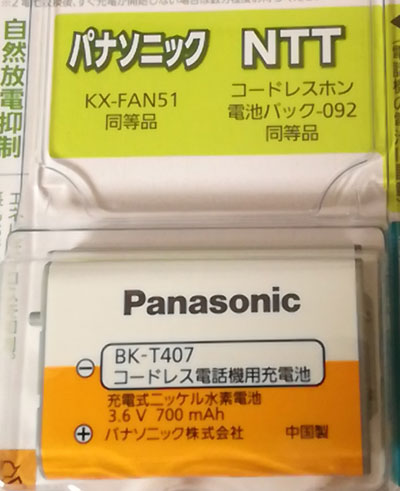 パナソニック
KX-FAN51
同等品
NTT
コードレスホン
電池パック-092
同等品
自然放電抑制
Panasonic
BK-T407
コードレス電話機用充電池
充電式ニッケル水素電池
3.6 V 700 mAh
パナソニック株式会社 中国製